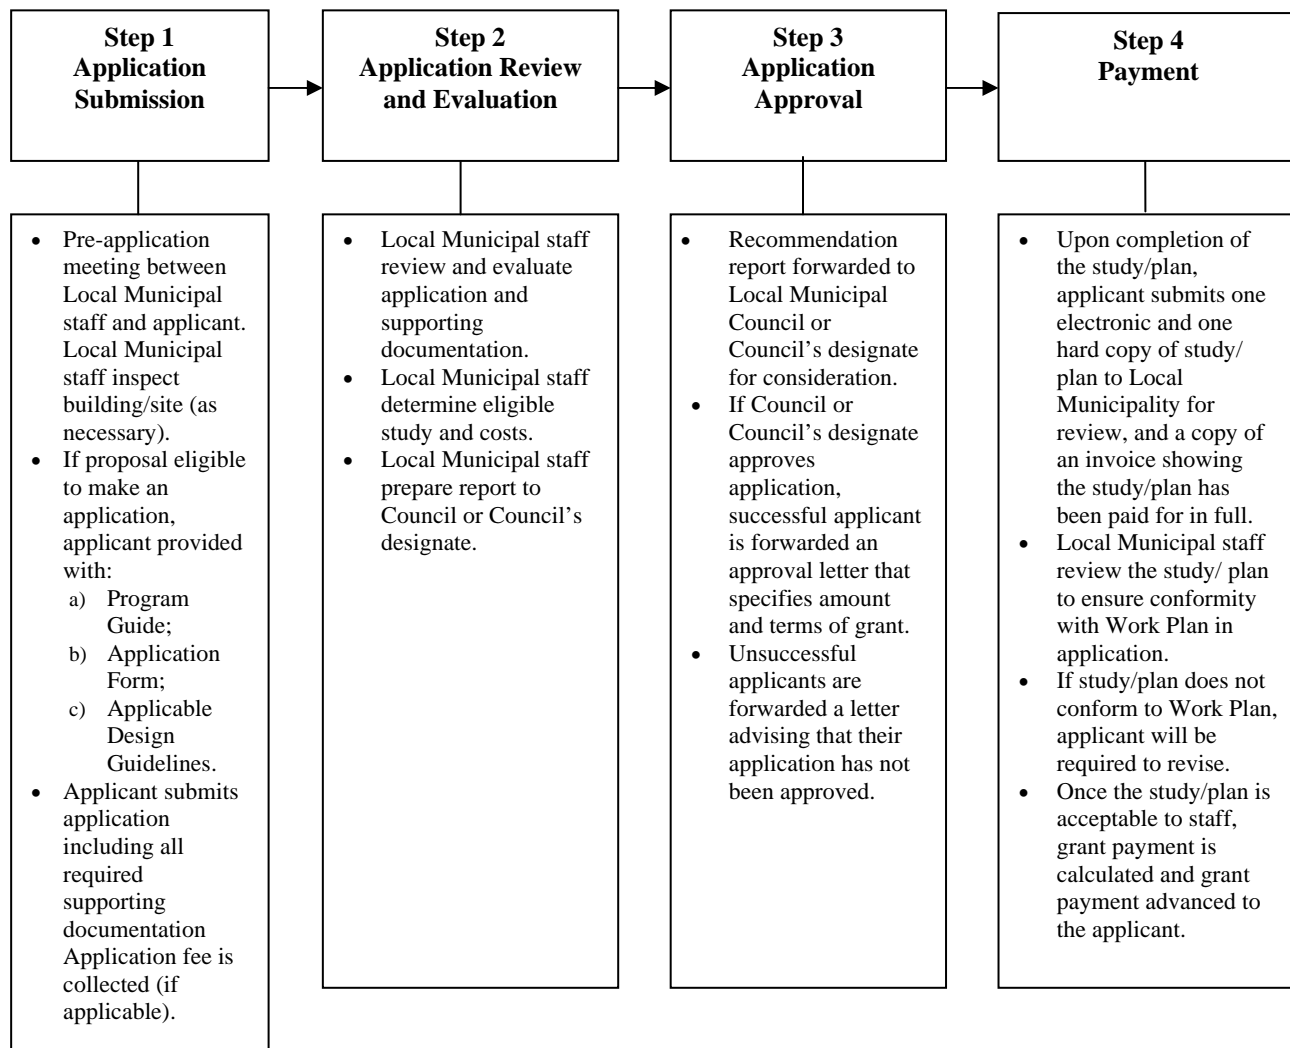 Step 1
Application
Submission
Step 2
Application Review
and Evaluation
Step 3
Application
Approval
Step 4
Payment
• Pre-application
meeting between
Local Municipal
staff and applicant.
Local Municipal
staff inspect
building/site (as
necessary).
• If proposal eligible
to make an
application,
applicant provided
with:
a) Program
Guide;
b) Application
Form;
c) Applicable
Design
Guidelines.
• Applicant submits
application
including all
required
supporting
documentation
Application fee is
collected (if
applicable).
• Local Municipal staff
review and evaluate
application and
supporting
documentation.
• Local Municipal staff
determine eligible
study and costs.
• Local Municipal staff
prepare report to
Council or Council’s
designate.
• Recommendation
report forwarded to
Local Municipal
Council or
Council’s designate
for consideration.
• If Council or
Council’s designate
approves
application,
successful applicant
is forwarded an
approval letter that
specifies amount
and terms of grant.
• Unsuccessful
applicants are
forwarded a letter
advising that their
application has not
been approved.
• Upon completion of
the study/plan,
applicant submits one
electronic and one
hard copy of study/
plan to Local
Municipality for
review, and a copy of
an invoice showing
the study/plan has
been paid for in full.
• Local Municipal staff
review the study/ plan
to ensure conformity
with Work Plan in
application.
• If study/plan does not
conform to Work Plan,
applicant will be
required to revise.
• Once the study/plan is
acceptable to staff,
grant payment is
calculated and grant
payment advanced to
the applicant.